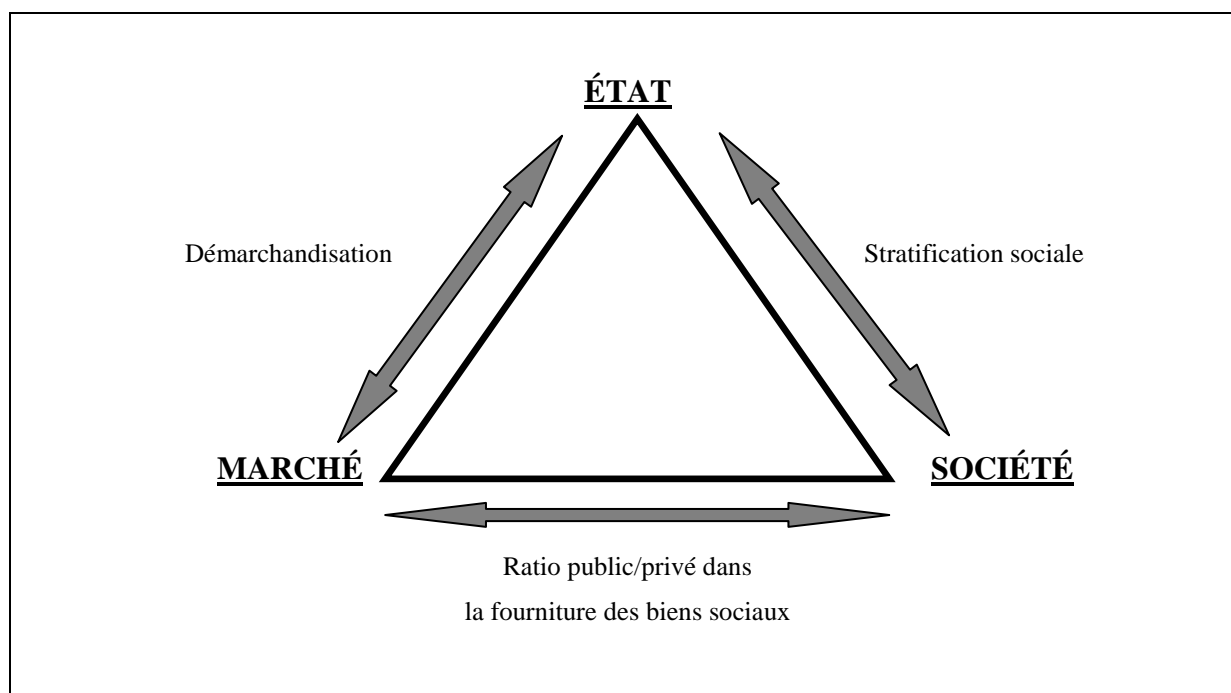 ÉTAT
Démarchandisation
Stratification sociale
MARCHÉ
SOCIÉTÉ
Ratio public/privé dans
la fourniture des biens sociaux